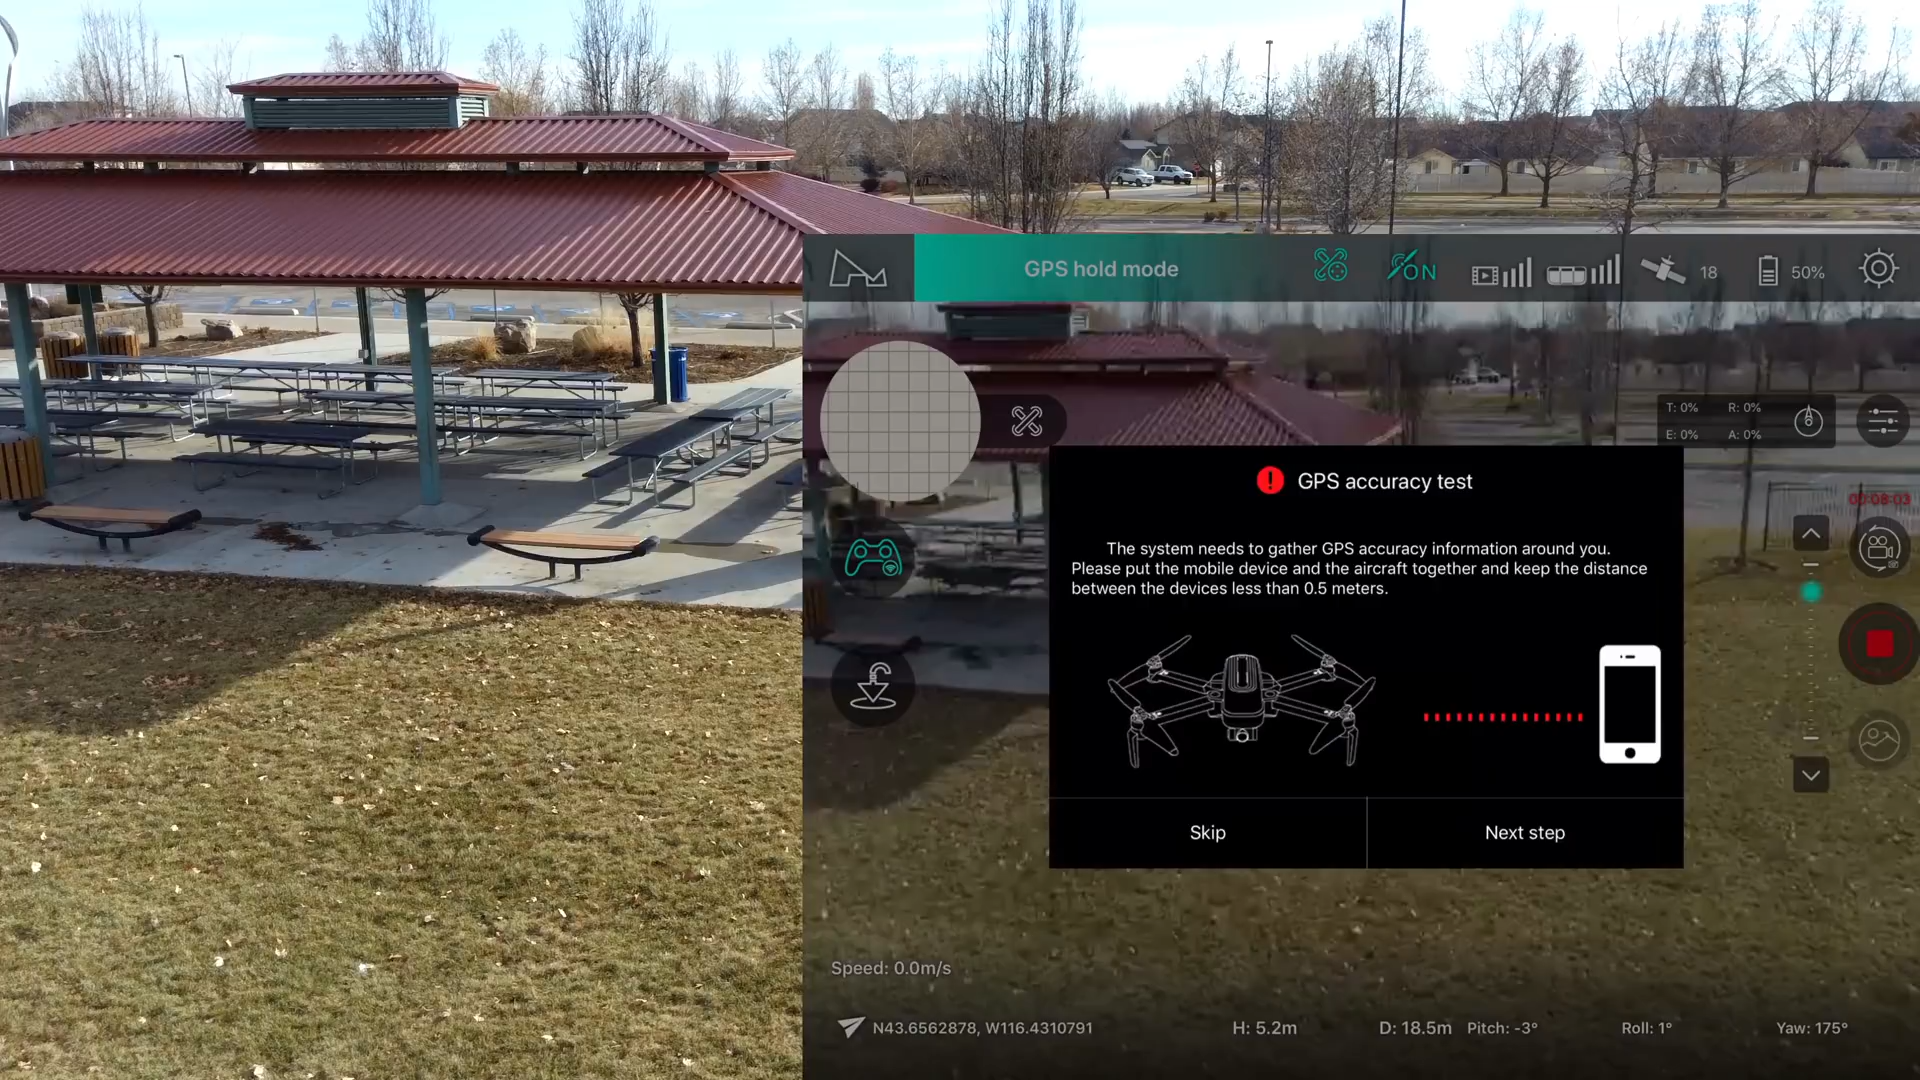 GPS hold mode
ON
18
50%
T: 0% R: 0%
E: 0% A: 0%
GPS accuracy test
00:08:03
The system needs to gather GPS accuracy information around you.
Please put the mobile device and the aircraft together and keep the distance
between the devices less than 0.5 meters.
Skip
Next step
Speed: 0.0m/s
N43.6562878, W116.4310791
H: 5.2m
D: 18.5m
Pitch: -3°
Roll: 1°
Yaw: 175°